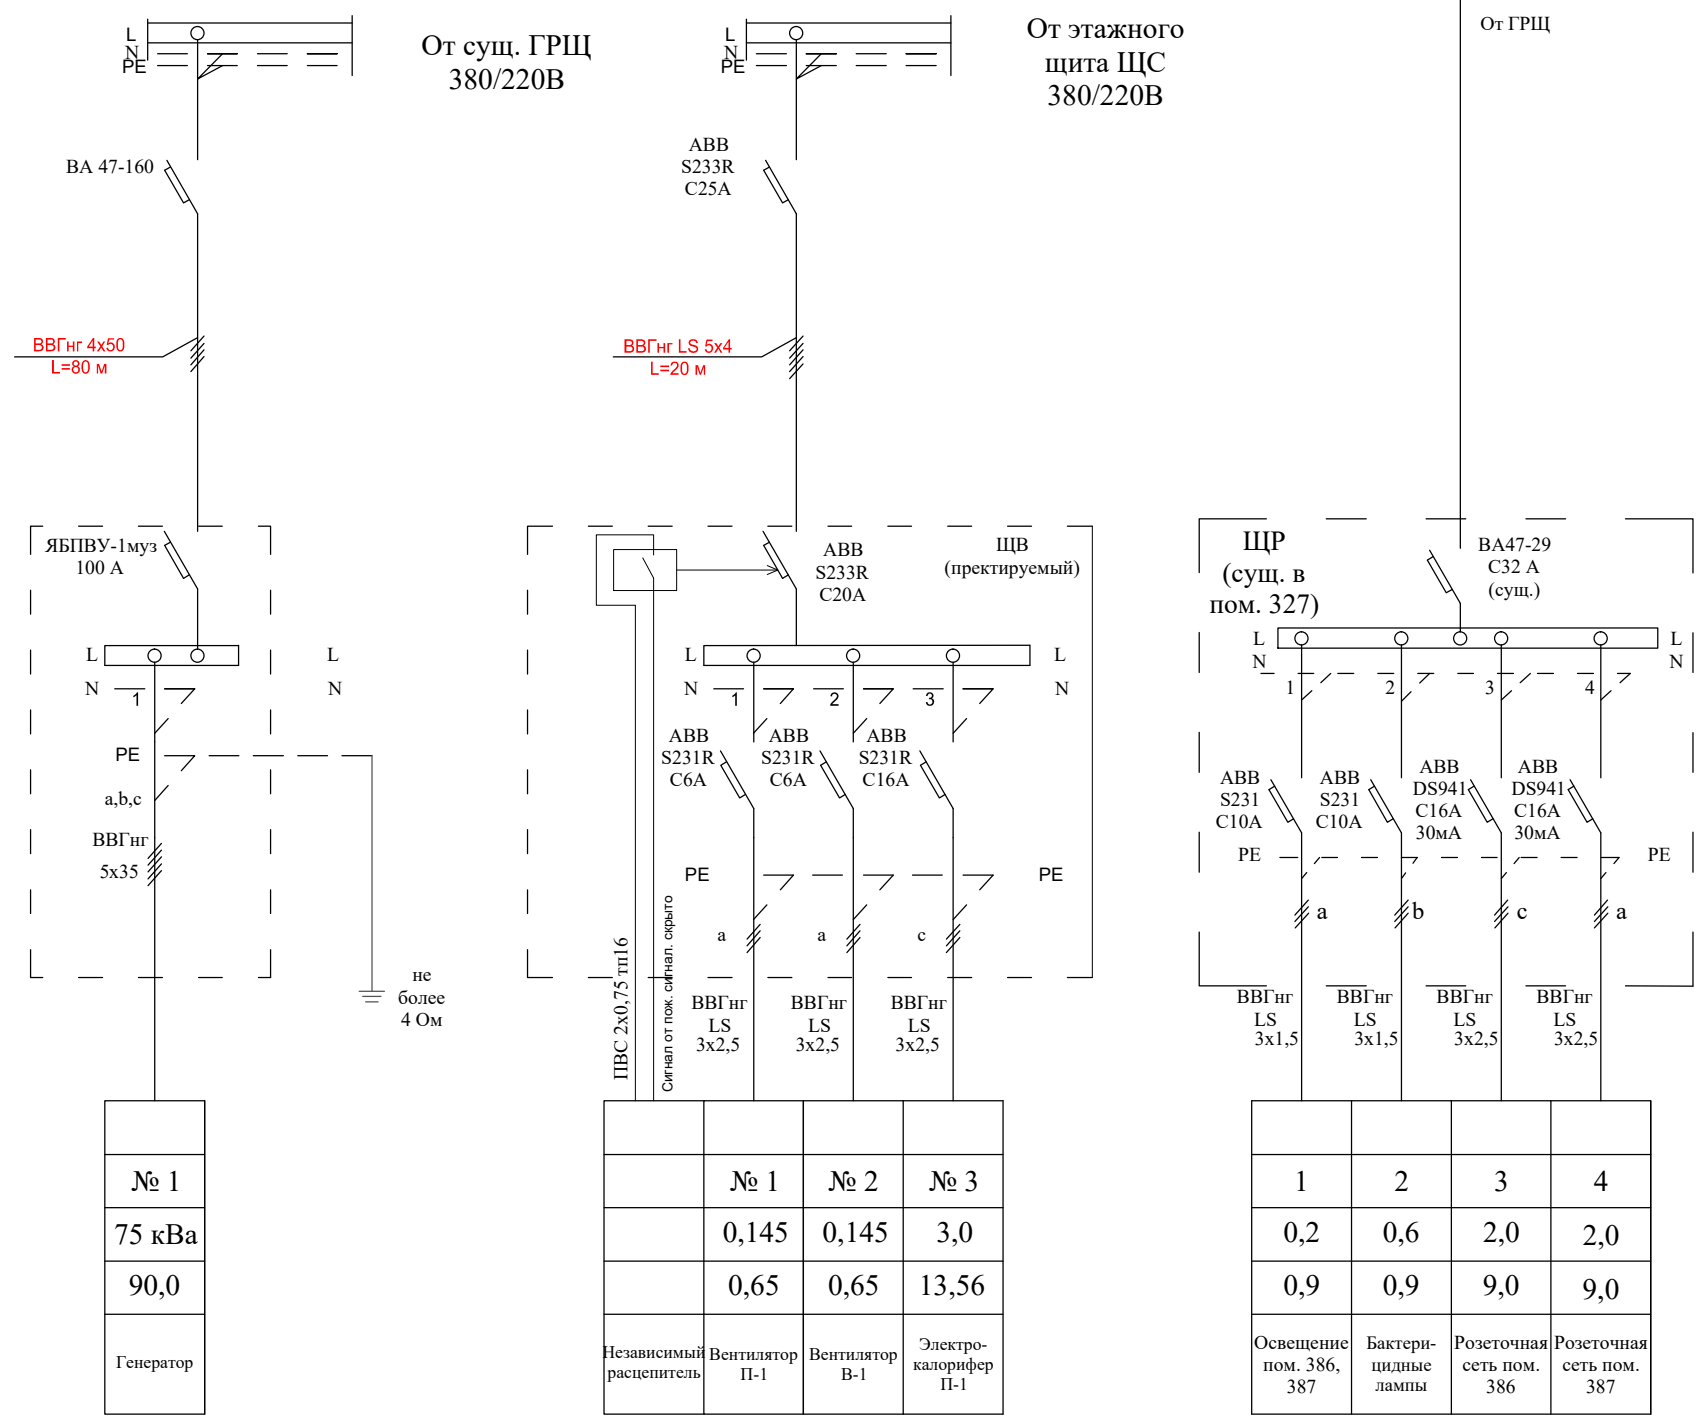 L
N
PE
От сущ. ГРЩ
380/220В
ВА 47-160
ВВГнг 4х50
L=80 м
ЯБПВУ-1муз
100 А
L
L
N
1
N
PE
a,b,c
ВВГнг
5х35
не
более
4 Ом
№ 1
75 кВа
90,0
Генератор
L
N
PE
От этажного
щита ЩС
380/220В
ABB
S233R
C25A
ВВГнг LS 5х4
L=20 м
ABB
S233R
C20A
ЩВ
(пректируемый)
L
L
N
1
2
3
N
ABB
S231R
C6A
ABB
S231R
C6A
ABB
S231R
C16A
PE
PE
a
a
c
ПВС 2х0,75 тп16
Сигнал от пож. сигнал. скрыто
ВВГнг
LS
3х2,5
ВВГнг
LS
3х2,5
ВВГнг
LS
3х2,5
№ 1
№ 2
№ 3
0,145
0,145
3,0
0,65
0,65
13,56
Независимый
расцепитель
Вентилятор
П-1
Вентилятор
В-1
Электро-
калорифер
П-1
От ГРЩ
ЩР
(сущ. в
пом. 327)
ВА47-29
С32 А
(сущ.)
L
L
N
N
1
2
3
4
ABB
S231
C10A
ABB
S231
C10A
ABB
DS941
C16A
30мА
ABB
DS941
C16A
30мА
PE
PE
a
b
c
a
ВВГнг
LS
3х1,5
ВВГнг
LS
3х1,5
ВВГнг
LS
3х2,5
ВВГнг
LS
3х2,5
1
2
3
4
0,2
0,6
2,0
2,0
0,9
0,9
9,0
9,0
Освещение
пом. 386,
387
Бактери-
цидные
лампы
Розеточная
сеть пом.
386
Розеточная
сеть пом.
387